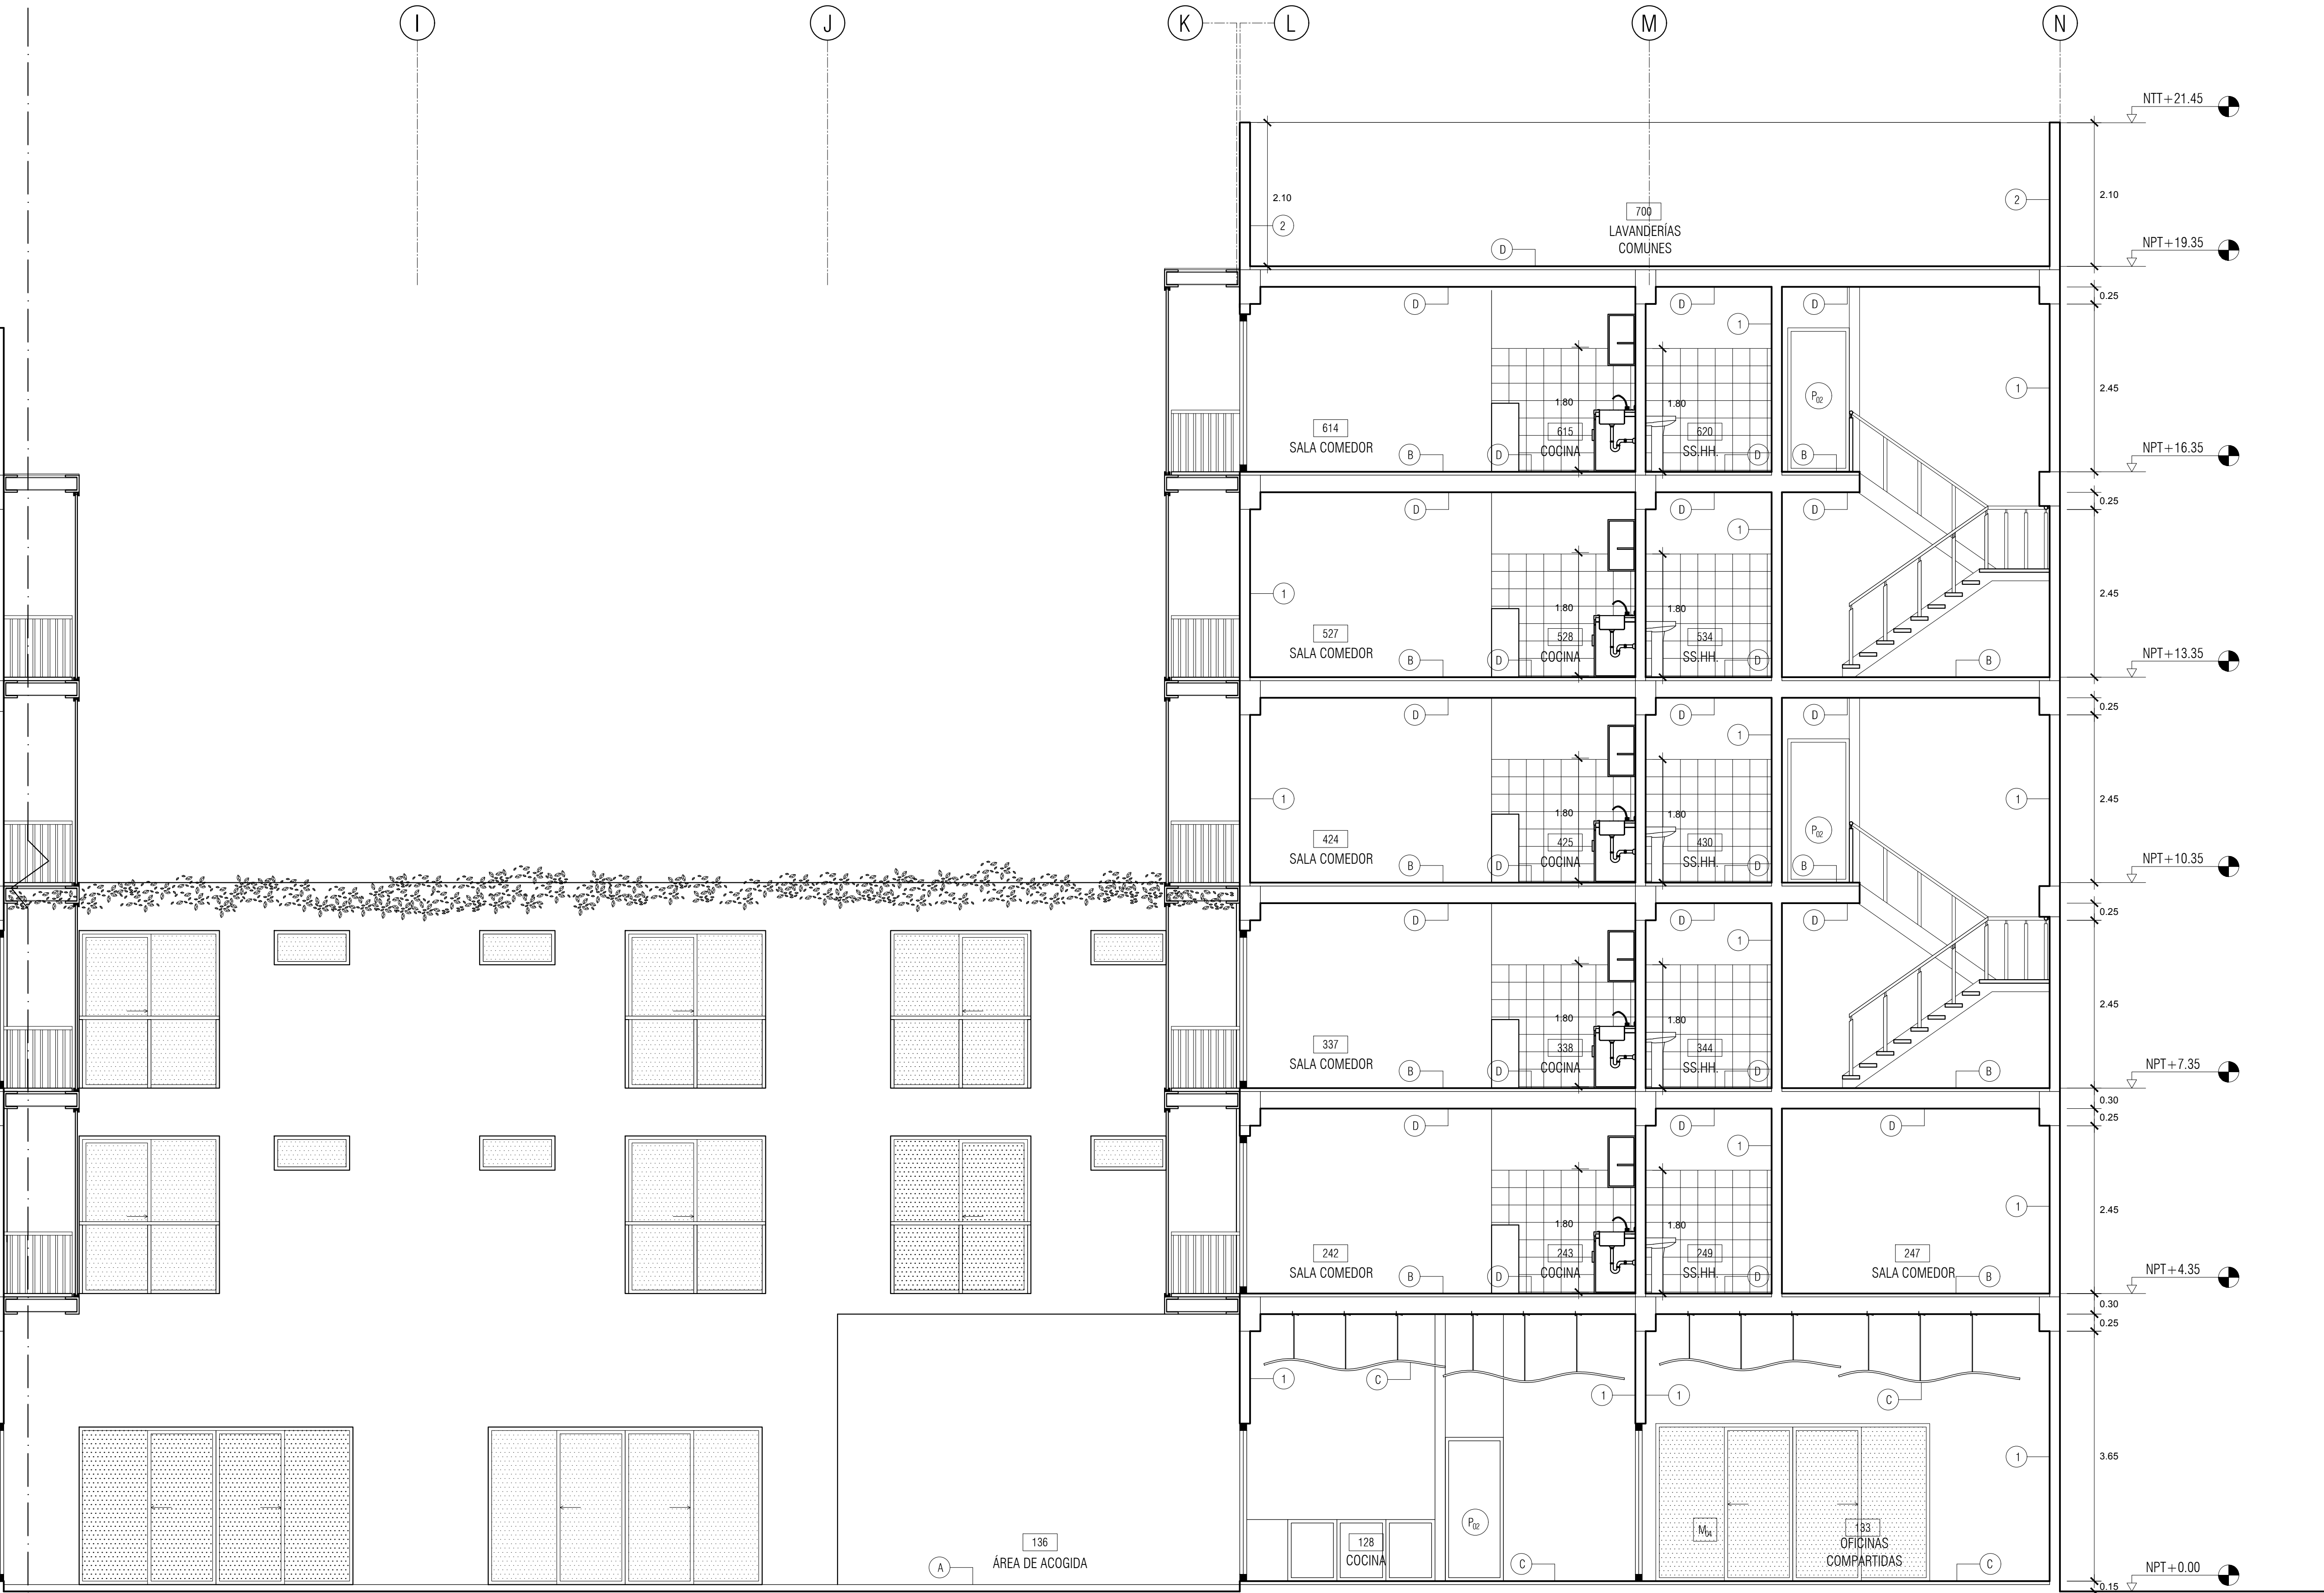 I
J
K
L
M
N
NTT+21.45
2.10
2.10
2
2
700
LAVANDERÍAS
COMUNES
D
NPT+19.35
0.25
D
D
D
1
2.45
1
P02
1.80
1.80
614
SALA COMEDOR
615
COCINA
620
SS.HH.
B
D
D
B
NPT+16.35
0.25
D
D
D
1
1
2.45
1.80
1.80
527
SALA COMEDOR
528
COCINA
534
SS.HH.
B
D
D
B
NPT+13.35
0.25
D
D
D
1
1
1
2.45
P02
1.80
1.80
424
SALA COMEDOR
425
COCINA
430
SS.HH.
B
D
D
B
NPT+10.35
0.25
D
D
D
1
2.45
1.80
1.80
337
SALA COMEDOR
338
COCINA
344
SS.HH.
B
D
D
B
NPT+7.35
0.30
0.25
D
D
D
1
1
2.45
1.80
1.80
242
SALA COMEDOR
243
COCINA
249
SS.HH.
247
SALA COMEDOR
B
D
D
B
NPT+4.35
0.30
0.25
1
C
1
1
C
1
3.65
P02
M04
136
ÁREA DE ACOGIDA
128
COCINA
133
OFICINAS
COMPARTIDAS
A
C
C
NPT+0.00
0.15